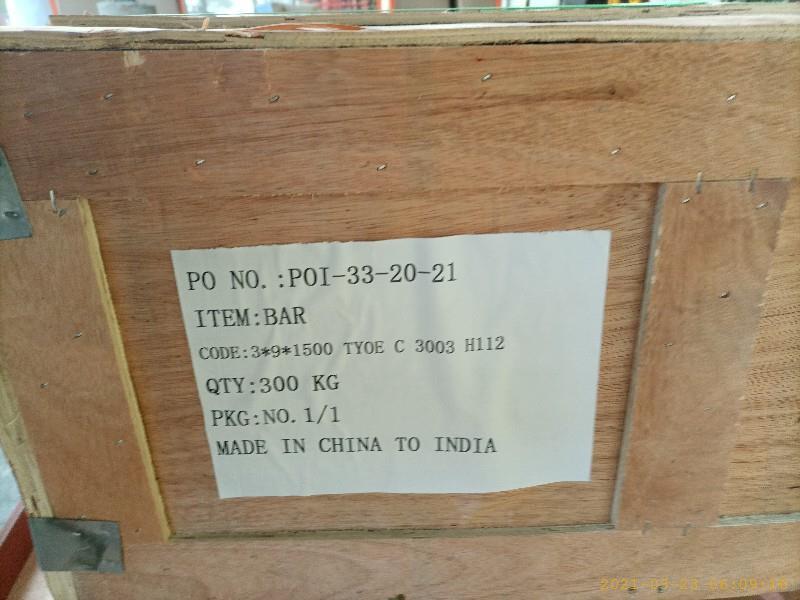 PO NO.:POI-33-20-21
ITEM:BAR
CODE:3*9*1500 TYOE C 3003 H112
QTY:300 KG
PKG:NO.1/1
MADE IN CHINA TO INDIA